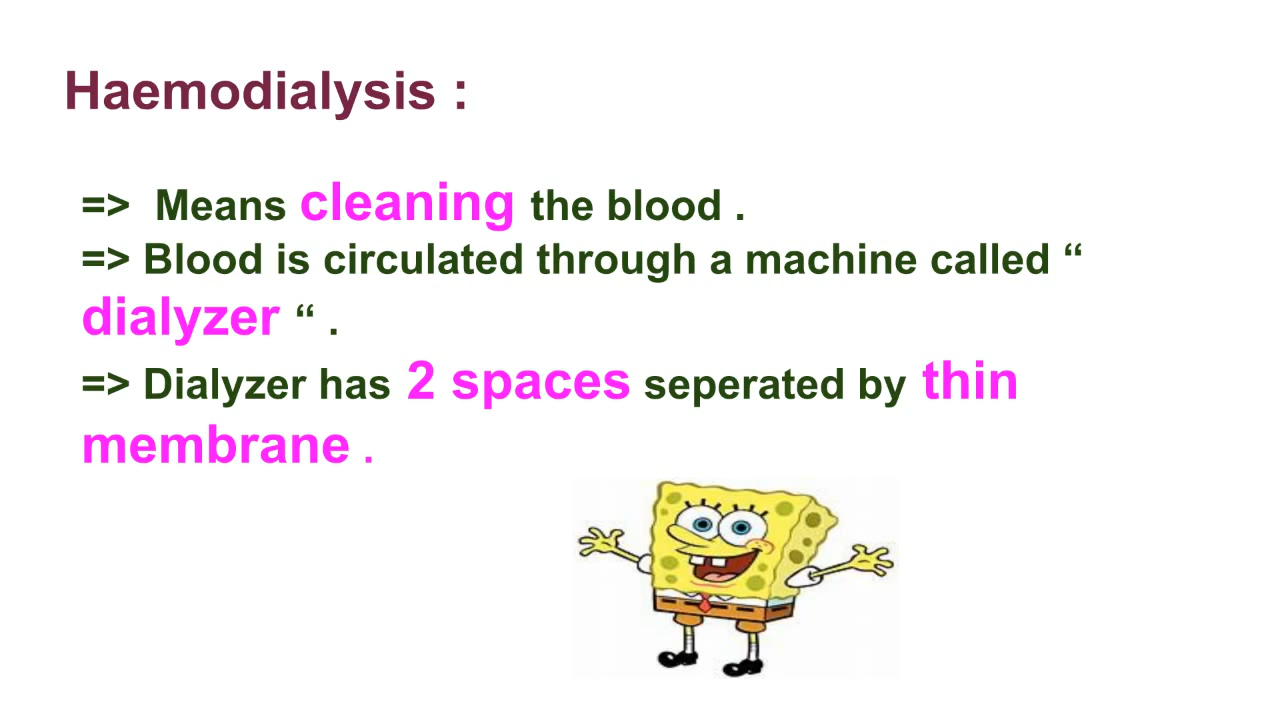 Haemodialysis :
=>  Means cleaning the blood .
=> Blood is circulated through a machine called “
dialyzer “ .
=> Dialyzer has 2 spaces seperated by thin
membrane .